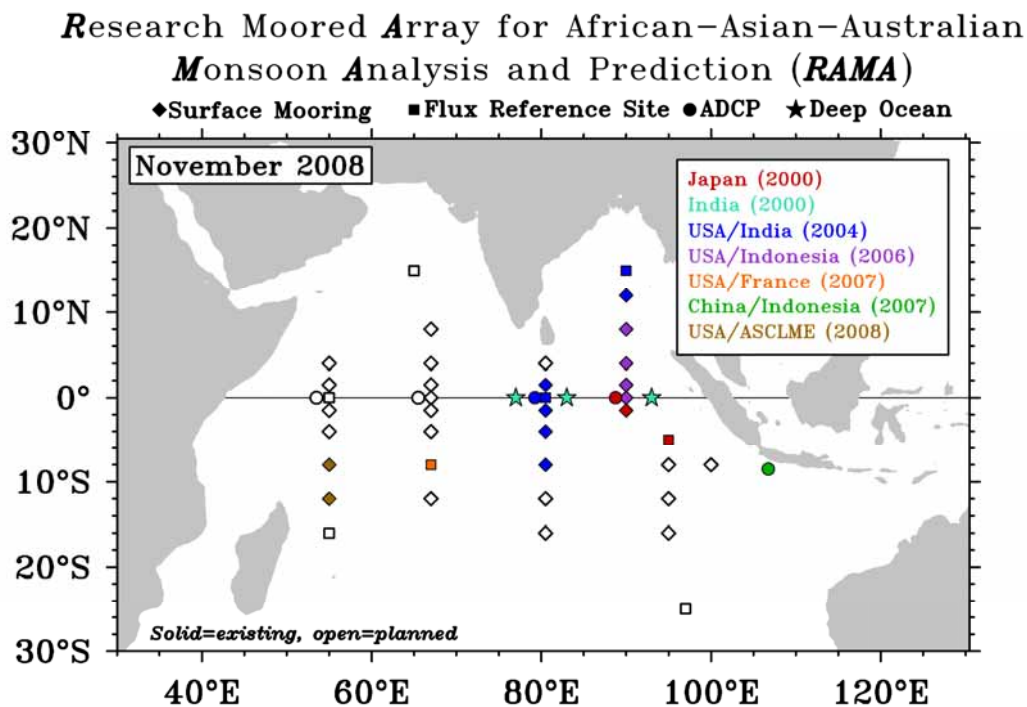 Research Moored Array for African-Asian-Australian
Monsoon Analysis and Prediction (RAMA)
◆Surface Mooring ■Flux Reference Site ●ADCP ★Deep Ocean
30°N
November 2008
Japan (2000)
India (2000)
20°N
USA/India (2004)
USA/Indonesia (2006)
USA/France (2007)
10°N
China/Indonesia (2007)
USA/ASCLME (2008)
0°
10°S
20°S
Solid=existing, open=planned
30°S
40°E 60°E 80°E 100°E 120°E